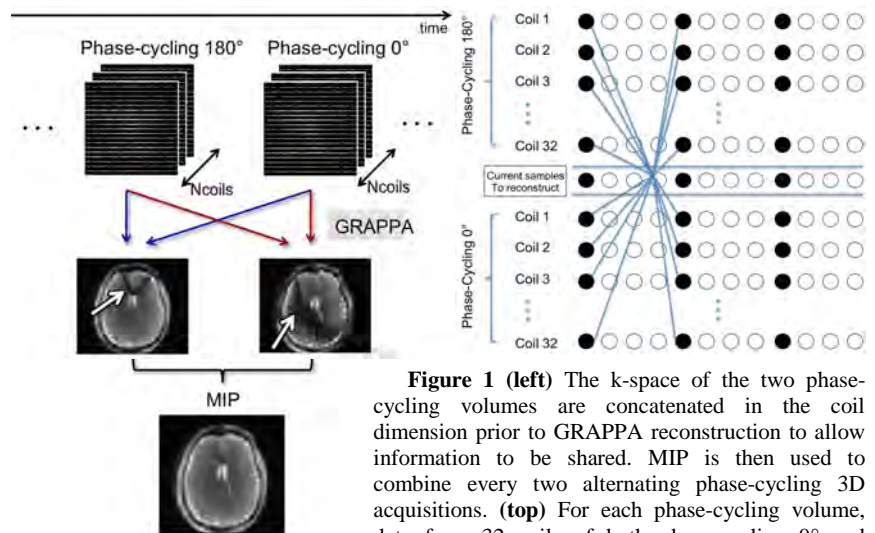 time
Phase-cycling 180°
Phase-cycling 0°
. . .
. . .
Ncoils
Ncoils
GRAPPA
MIP
Phase-Cycling 180°
Coil 1
Coil 2
Coil 3
Coil 32
Current samples
To reconstruct
Phase-Cycling 0°
Coil 1
Coil 2
Coil 3
Coil 32
Figure 1 (left) The k-space of the two phase-
cycling volumes are concatenated in the coil
dimension prior to GRAPPA reconstruction to allow
information to be shared. MIP is then used to
combine every two alternating phase-cycling 3D
acquisitions. (top) For each phase-cycling volume,